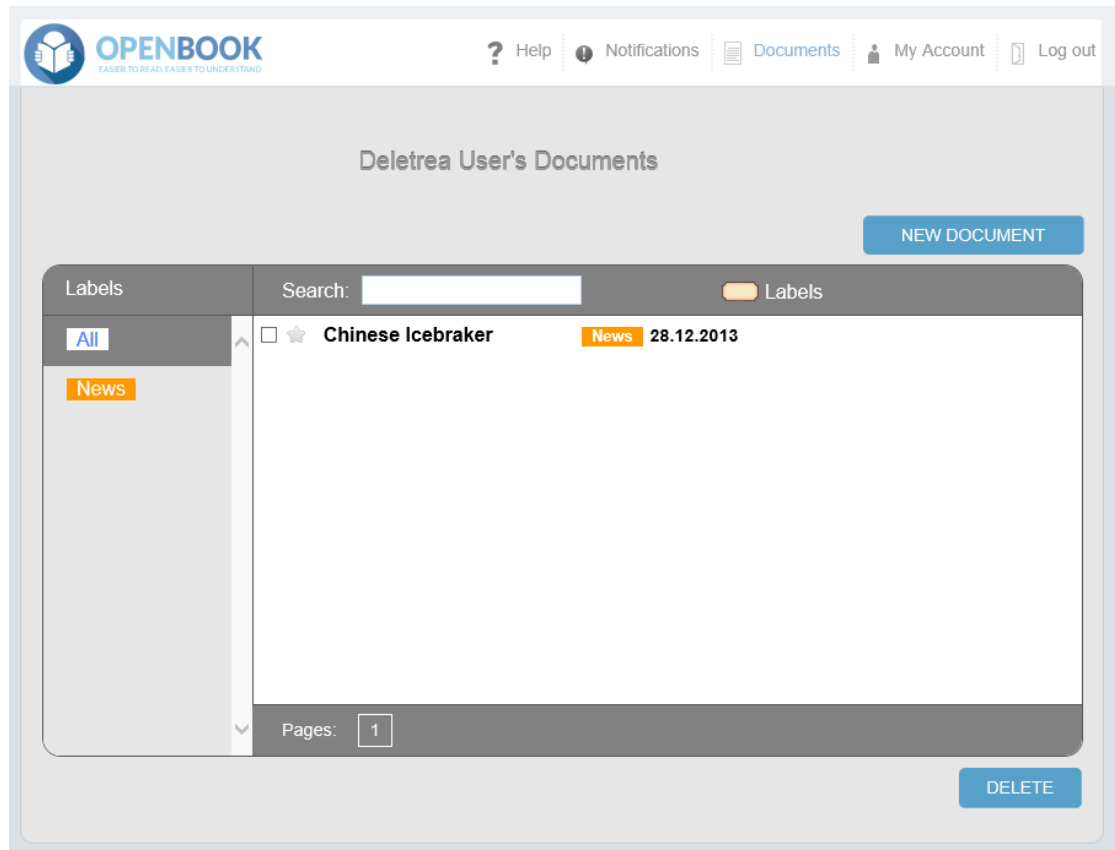 OPENBOOK
EASIER TO READ, EASIER TO UNDERSTAND
? Help
Notifications
Documents
My Account
Log out
Deletrea User's Documents
NEW DOCUMENT
Labels
Search:
Labels
All
Chinese Icebraker News 28.12.2013
News
Pages: 1
DELETE